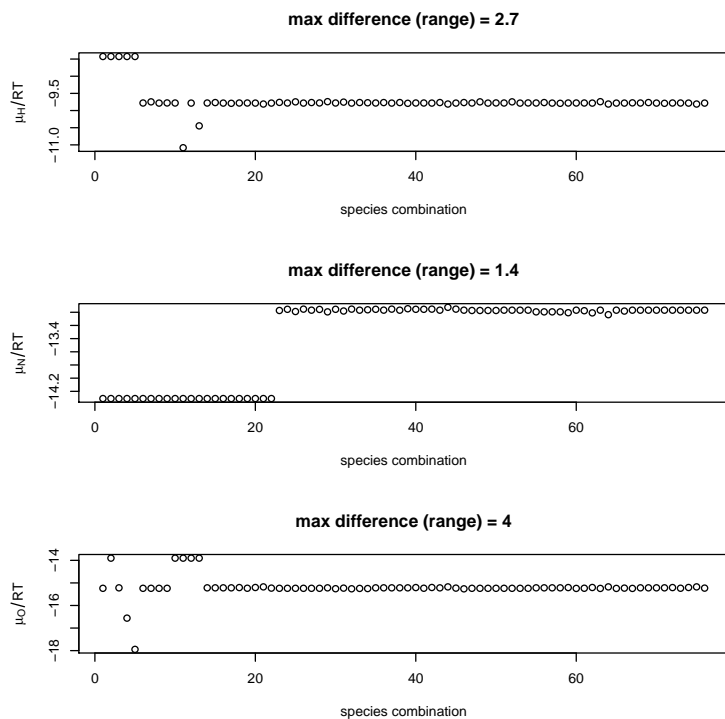 max difference (range) = 2.7
μH/RT
−9.5
−11.0
0
20
40
60
species combination
max difference (range) = 1.4
μN/RT
−13.4
−14.2
0
20
40
60
species combination
max difference (range) = 4
μO/RT
−14
−16
−18
0
20
40
60
species combination